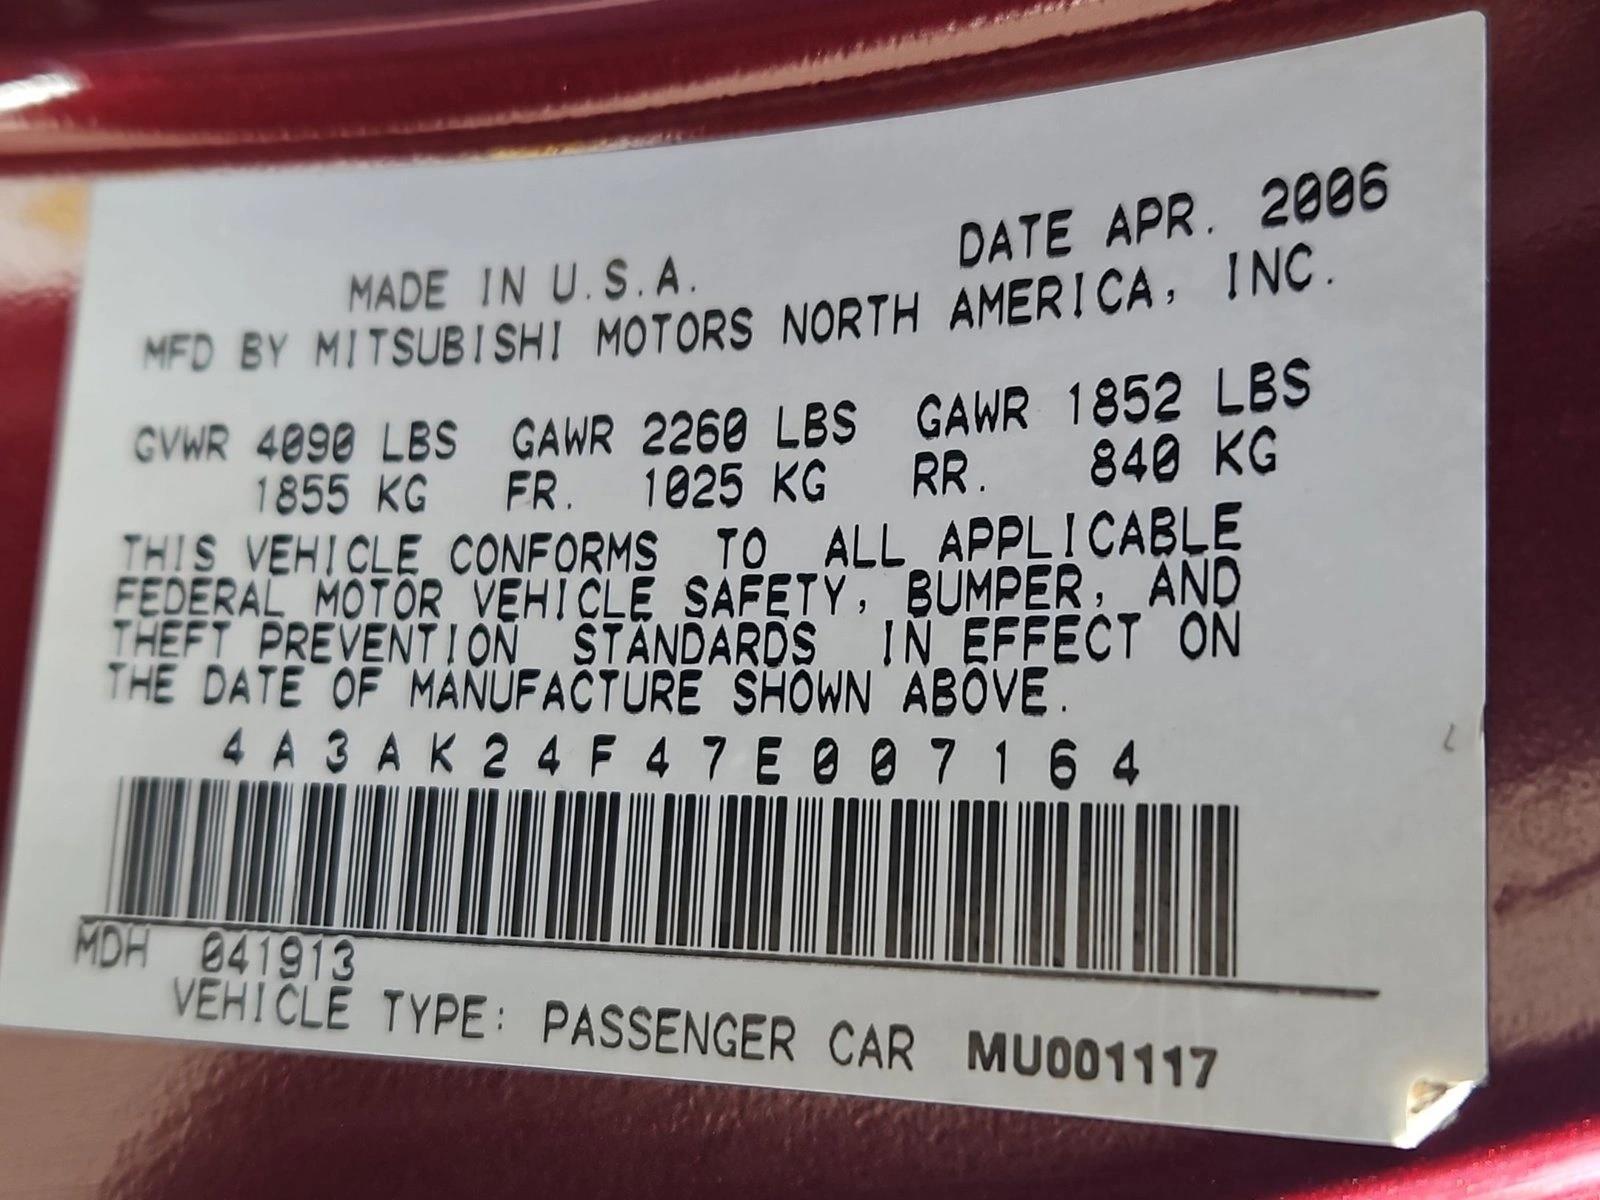 DATE APR. 2006
MADE IN U.S.A.
MFD BY MITSUBISHI MOTORS NORTH AMERICA, INC.
GVWR 4090 LBS GAWR 2260 LBS GAWR 1852 LBS
1855 KG FR. 1025 KG RR. 840 KG
THIS VEHICLE CONFORMS TO ALL APPLICABLE
FEDERAL MOTOR VEHICLE SAFETY, BUMPER, AND
THEFT PREVENTION STANDARDS IN EFFECT ON
THE DATE OF MANUFACTURE SHOWN ABOVE.
4A3AK24F47E007164
MDH 041913
VEHICLE TYPE: PASSENGER CAR MU001117